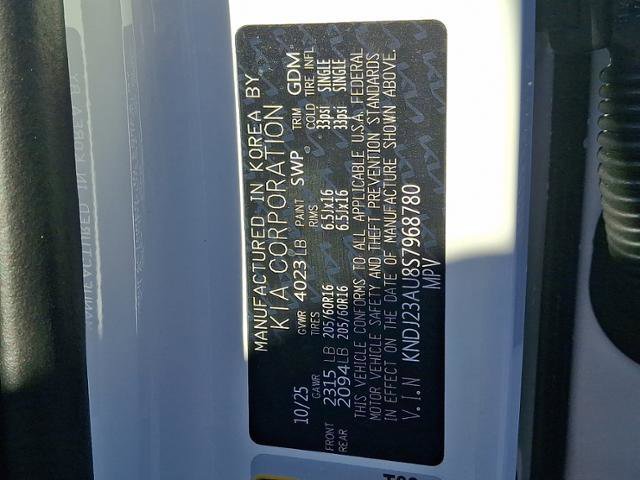 MANUFACTURED IN KOREA BY
KIA CORPORATION
10/25 GVWR 4023 LB PAINT SWP TRIM GDM
GAWR TIRES RIMS COLD TIRE INFL
FRONT 2315 LB 205/60R16 6.5Jx16 33psi SINGLE
REAR 2094LB 205/60R16 6.5Jx16 33psi SINGLE
THIS VEHICLE CONFORMS TO ALL APPLICABLE U.S.A. FEDERAL
MOTOR VEHICLE SAFETY AND THEFT PREVENTION STANDARDS
IN EFFECT ON THE DATE OF MANUFACTURE SHOWN ABOVE.
V.I.N KNDJ23AU8S7968780
MPV